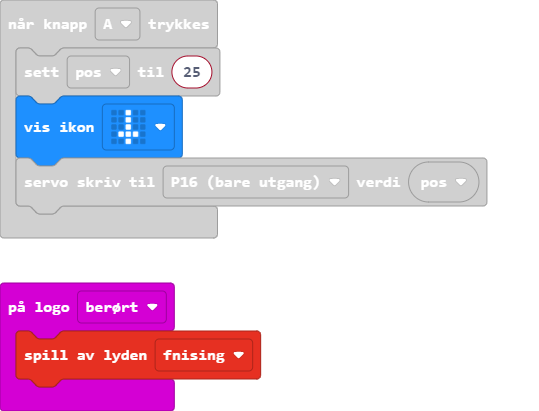 når knapp A trykkes
sett pos til 25
vis ikon
servo skriv til P16 (bare utgang) verdi pos
på logo berørt
spill av lyden fnising